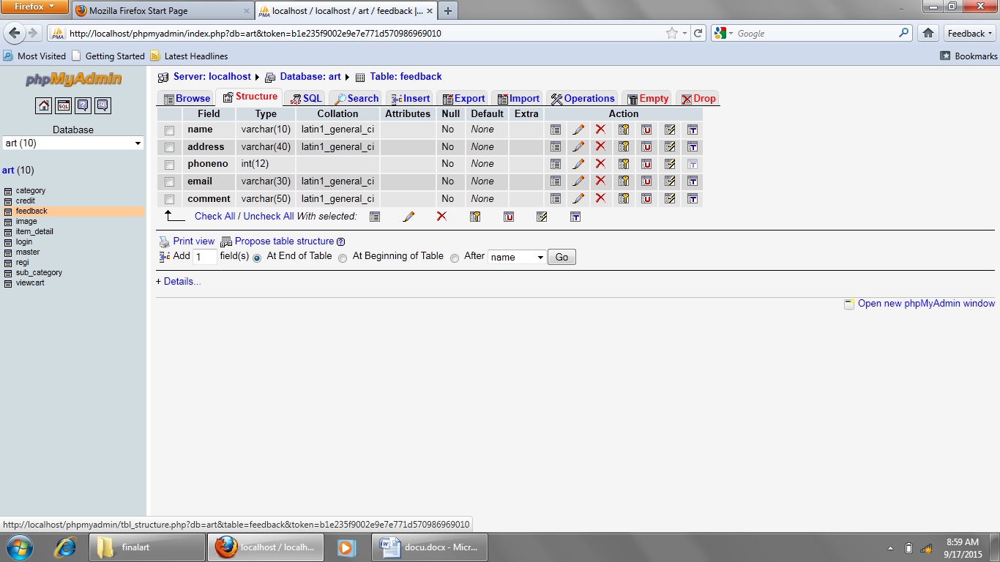 Firefox
Mozilla Firefox Start Page
localhost / localhost / art / feedback |...
http://localhost/phpmyadmin/index.php?db=art&token=b1e235f9002e9e7e771d570986969010
Google
Feedback
Most Visited Getting Started Latest Headlines
Bookmarks
phpMyAdmin
SQL
Database
art (10)
art (10)
category
credit
feedback
image
item_detail
login
master
regi
sub_category
viewcart
Server: localhost Database: art Table: feedback
Browse Structure SQL Search Insert Export Import Operations Empty Drop
Field Type Collation Attributes Null Default Extra Action
name varchar(10) latin1_general_ci No None
address varchar(40) latin1_general_ci No None
phoneno int(12) No None
email varchar(30) latin1_general_ci No None
comment varchar(50) latin1_general_ci No None
Check All / Uncheck All With selected:
Print view Propose table structure
Add 1 field(s) At End of Table At Beginning of Table After name Go
+ Details...
Open new phpMyAdmin window
http://localhost/phpmyadmin/tbl_structure.php?db=art&table=feedback&token=b1e235f9002e9e7e771d570986969010
finalart
localhost / localh...
docu.docx - Micr...
8:59 AM
9/17/2015